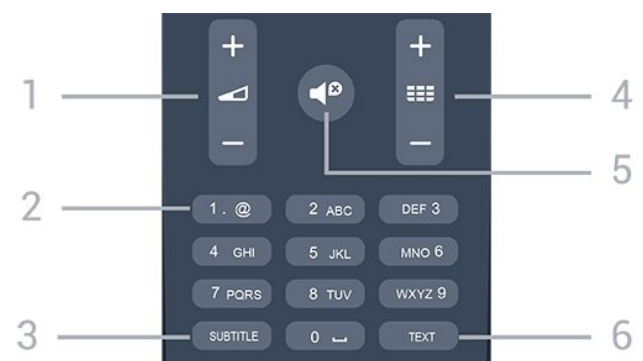 + +
1 4
- -
5
2 1 . @ 2 ABC DEF 3
4 GHI 5 JKL MNO 6
7 PQRS 8 TUV WXYZ 9
3 SUBTITLE 0 ⎵ TEXT 6